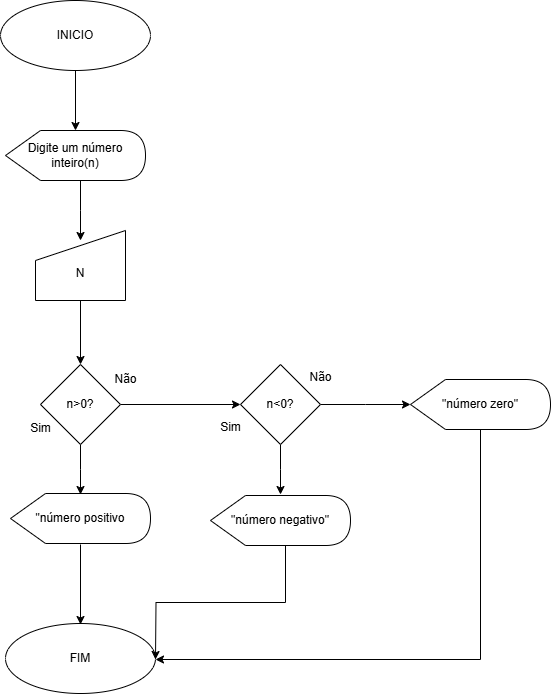 INICIO
Digite um número
inteiro(n)
N
n>0?
Não
Sim
n<0?
Não
Sim
"número zero"
"número positivo
"número negativo"
FIM